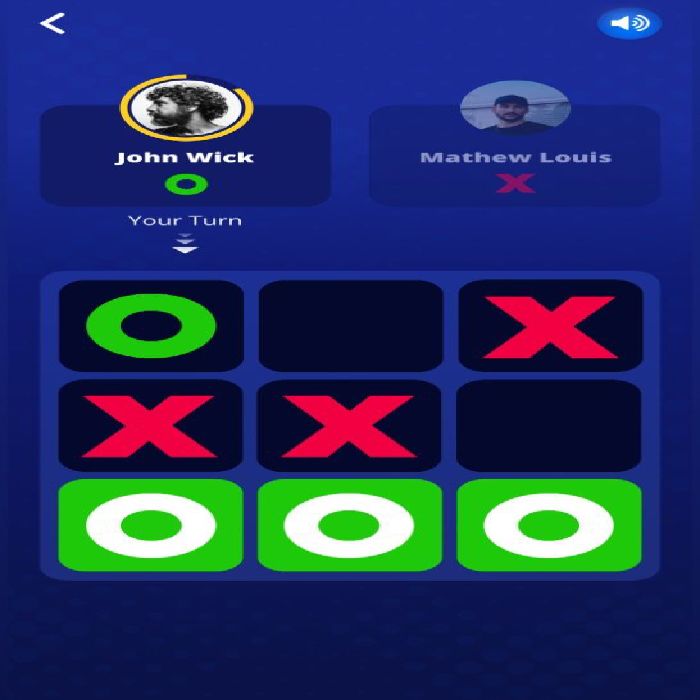 John Wick
Mathew Louis
O
X
Your Turn
O X
X X
O O O